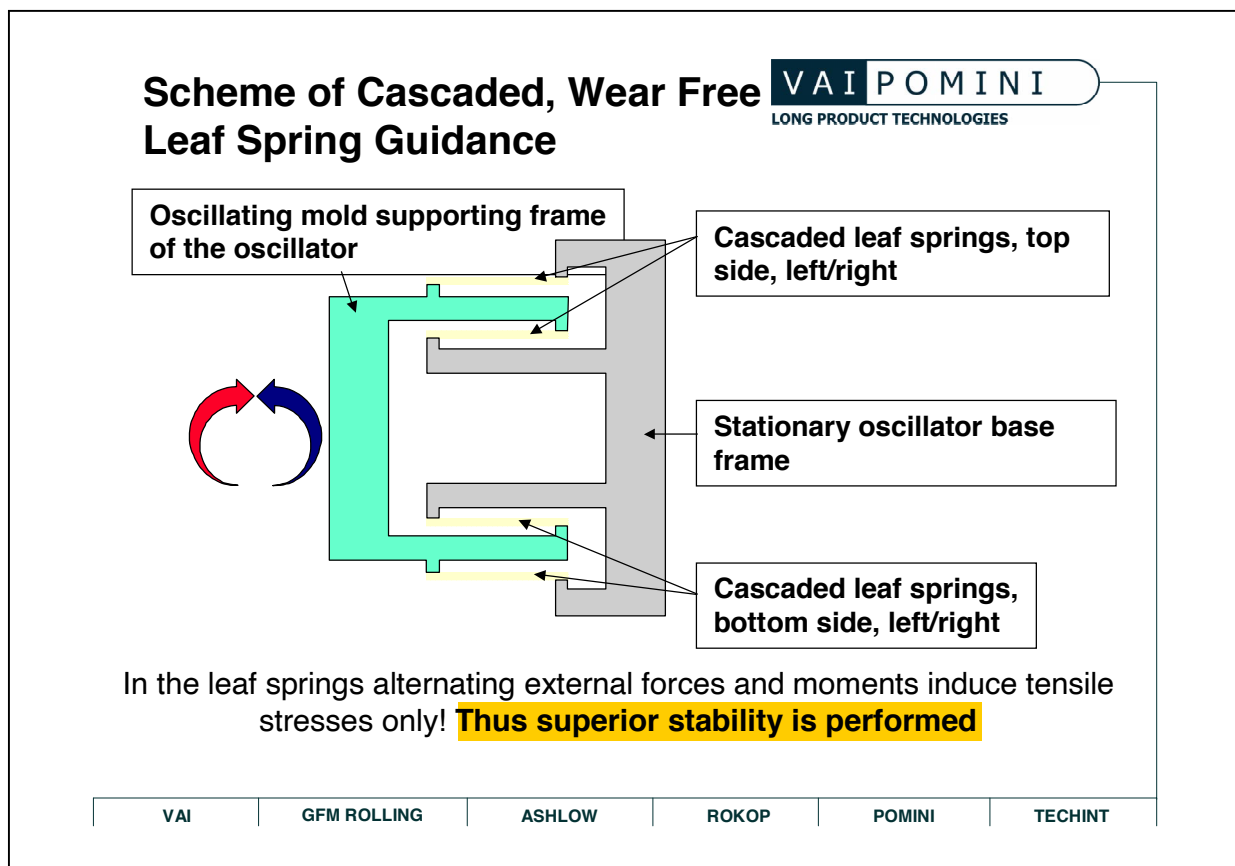 Scheme of Cascaded, Wear Free
Leaf Spring Guidance
VAI POMINI
LONG PRODUCT TECHNOLOGIES
Oscillating mold supporting frame
of the oscillator
Cascaded leaf springs, top
side, left/right
Stationary oscillator base
frame
Cascaded leaf springs,
bottom side, left/right
In the leaf springs alternating external forces and moments induce tensile
stresses only! Thus superior stability is performed
VAI GFM ROLLING ASHLOW ROKOP POMINI TECHINT